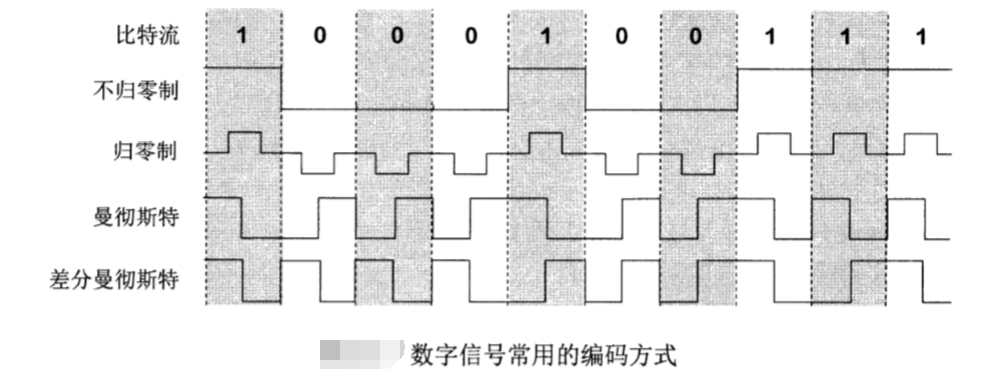 比特流 1 0 0 0 1 0 0 1 1 1
不归零制
归零制
曼彻斯特
差分曼彻斯特
数字信号常用的编码方式